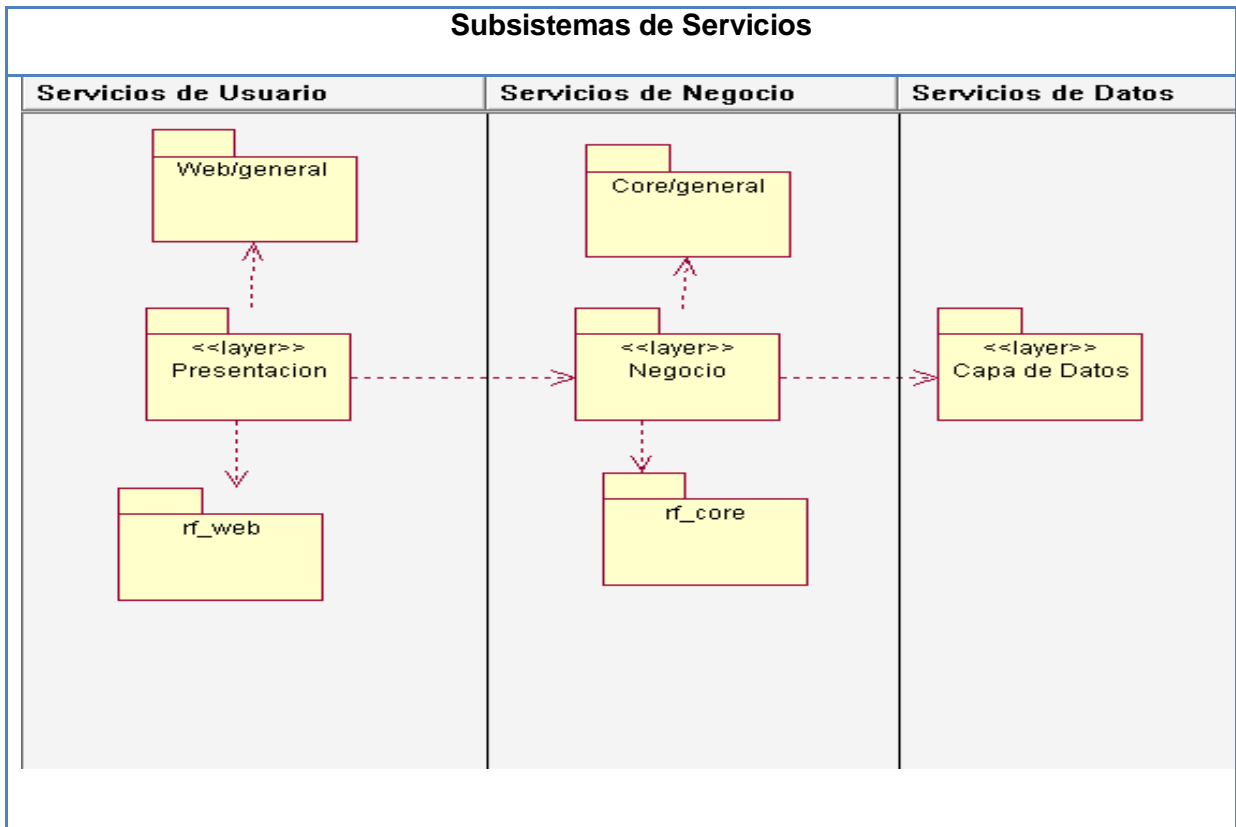 Subsistemas de Servicios
Servicios de Usuario
Servicios de Negocio
Servicios de Datos
Web/general
Core/general
<<layer>>
Presentacion
<<layer>>
Negocio
<<layer>>
Capa de Datos
rf_web
rf_core